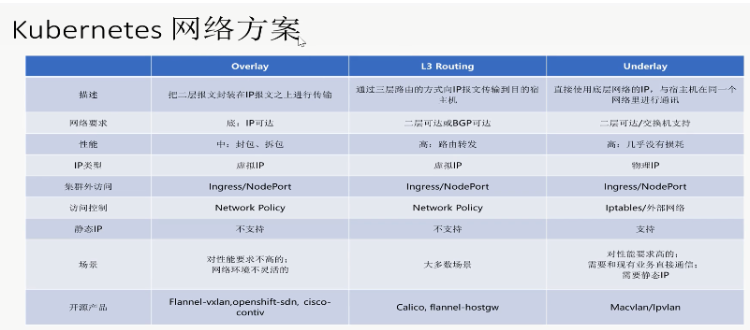 Kubernetes 网络方案
Overlay L3 Routing Underlay
描述 把二层报文封装在IP报文之上进行传输 通过三层路由的方式向IP报文传输到目的宿主机 直接使用底层网络的IP，与宿主机在同一个网络里进行通讯
网络要求 底：IP可达 二层可达或BGP可达 二层可达/交换机支持
性能 中：封包、拆包 高：路由转发 高：几乎没有损耗
IP类型 虚拟IP 虚拟IP 物理IP
集群外访问 Ingress/NodePort Ingress/NodePort Ingress/NodePort
访问控制 Network Policy Network Policy Iptables/外部网络
静态IP 不支持 不支持 支持
场景 对性能要求不高的； 网络环境不灵活的 大多数场景 对性能要求高的； 需要和现有业务直接通信； 需要静态IP
开源产品 Flannel-vxlan,openshift-sdn, cisco-contiv Calico, flannel-hostgw Macvlan/Ipvlan